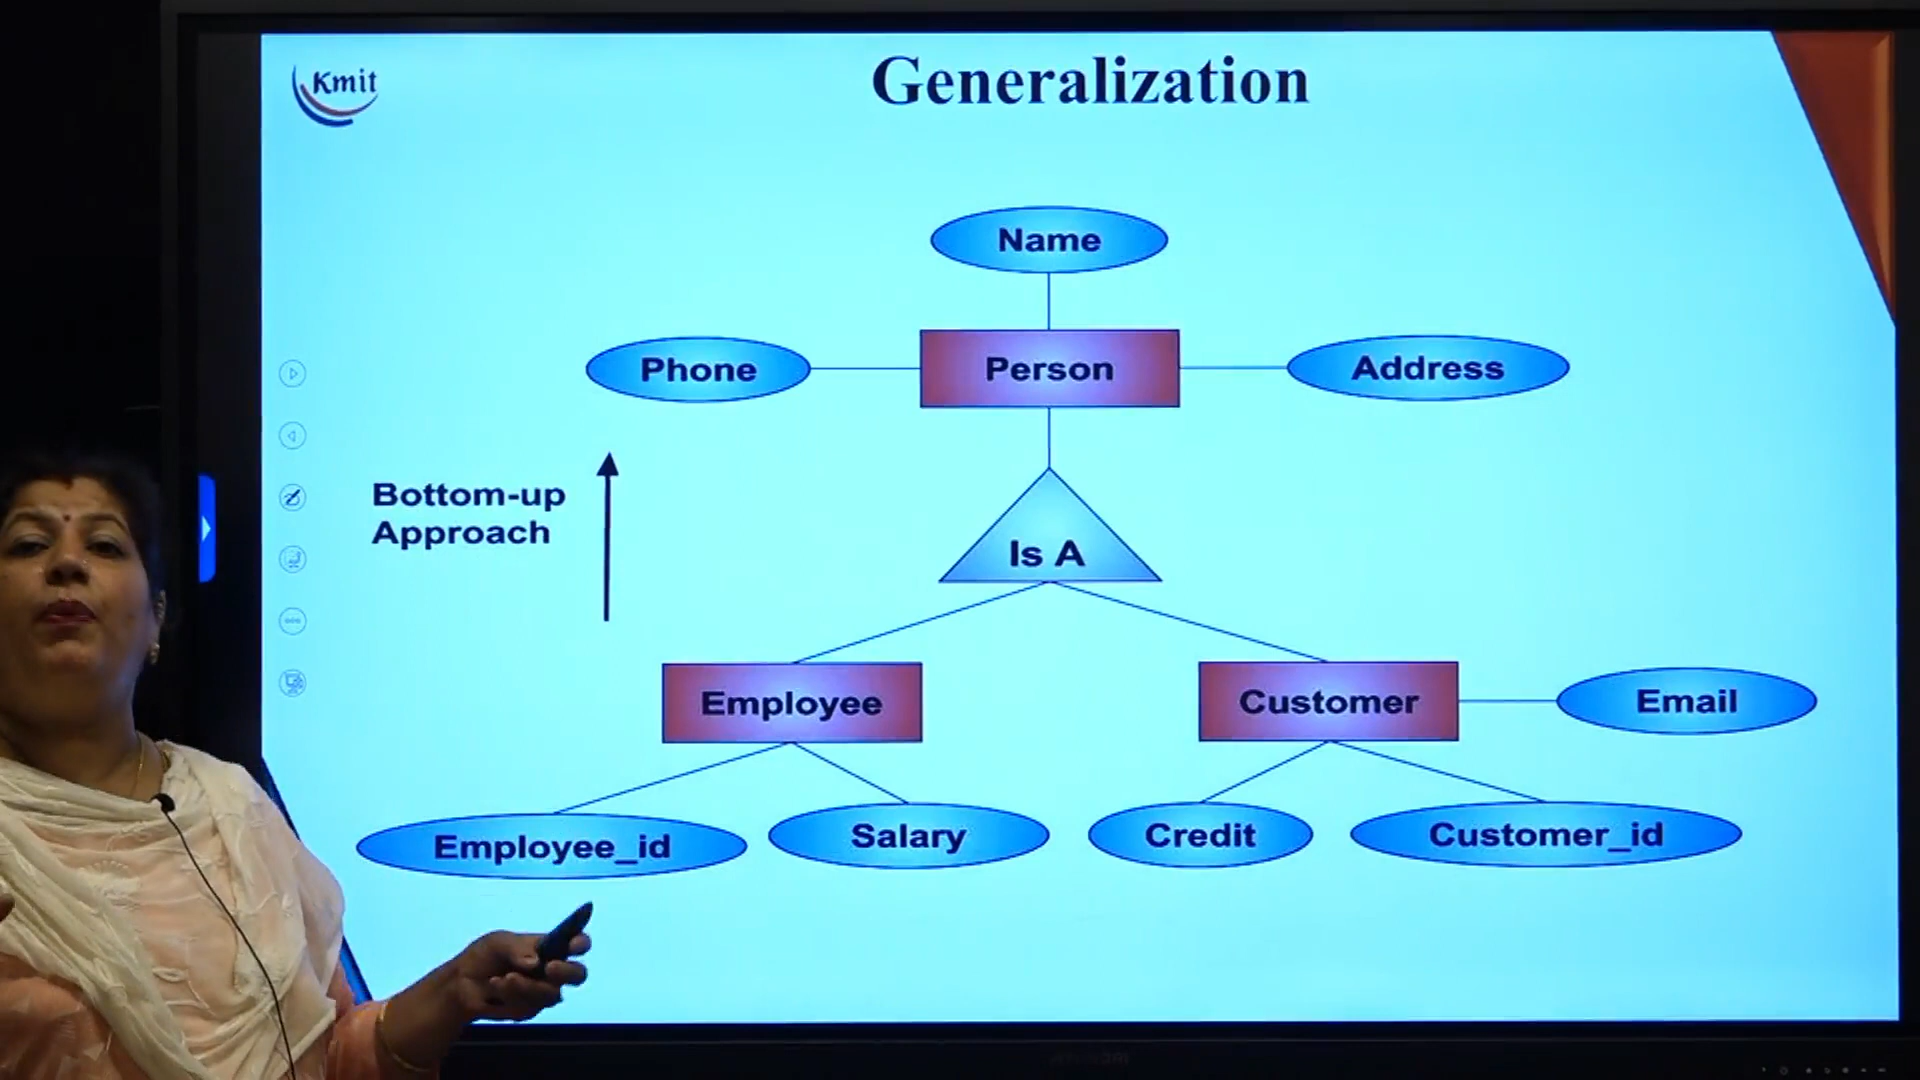 Kmit
Generalization
Name
Phone
Person
Address
Bottom-up
Approach
Is A
Employee
Customer
Email
Employee_id
Salary
Credit
Customer_id